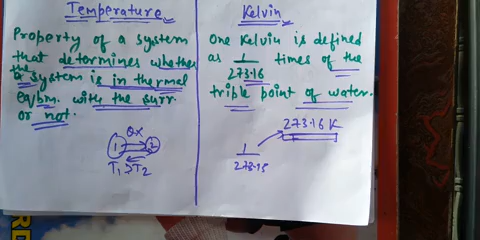 Temperature
Property of a system
that determines whether
the system is in thermal
eqbm. with the surr
or not.
QX
1 2
T₁ > T₂
Kelvin
One Kelvin is defined
as 1/273.16 times of the
triple point of water.
273.16 K
1/273.15